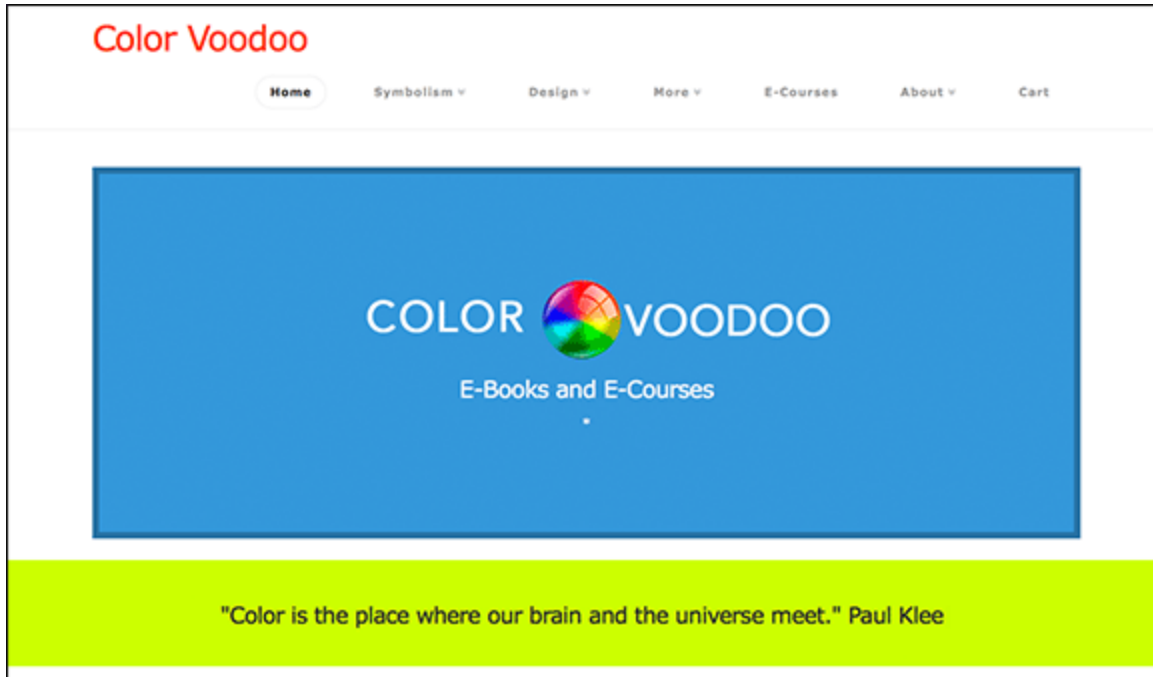 Color Voodoo
Home Symbolism Design More E-Courses About Cart
COLOR VOODOO
E-Books and E-Courses
"Color is the place where our brain and the universe meet." Paul Klee